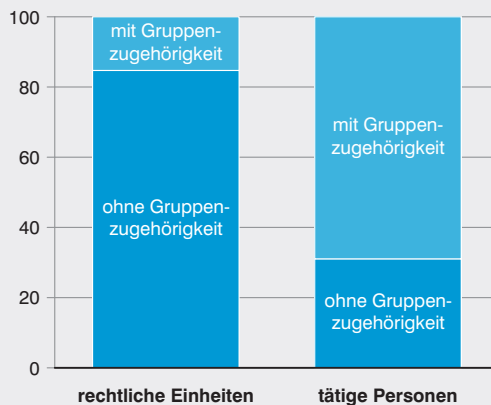 100
80
60
40
20
0
mit Gruppen-
zugehörigkeit
ohne Gruppen-
zugehörigkeit
mit Gruppen-
zugehörigkeit
ohne Gruppen-
zugehörigkeit
rechtliche Einheiten
tätige Personen